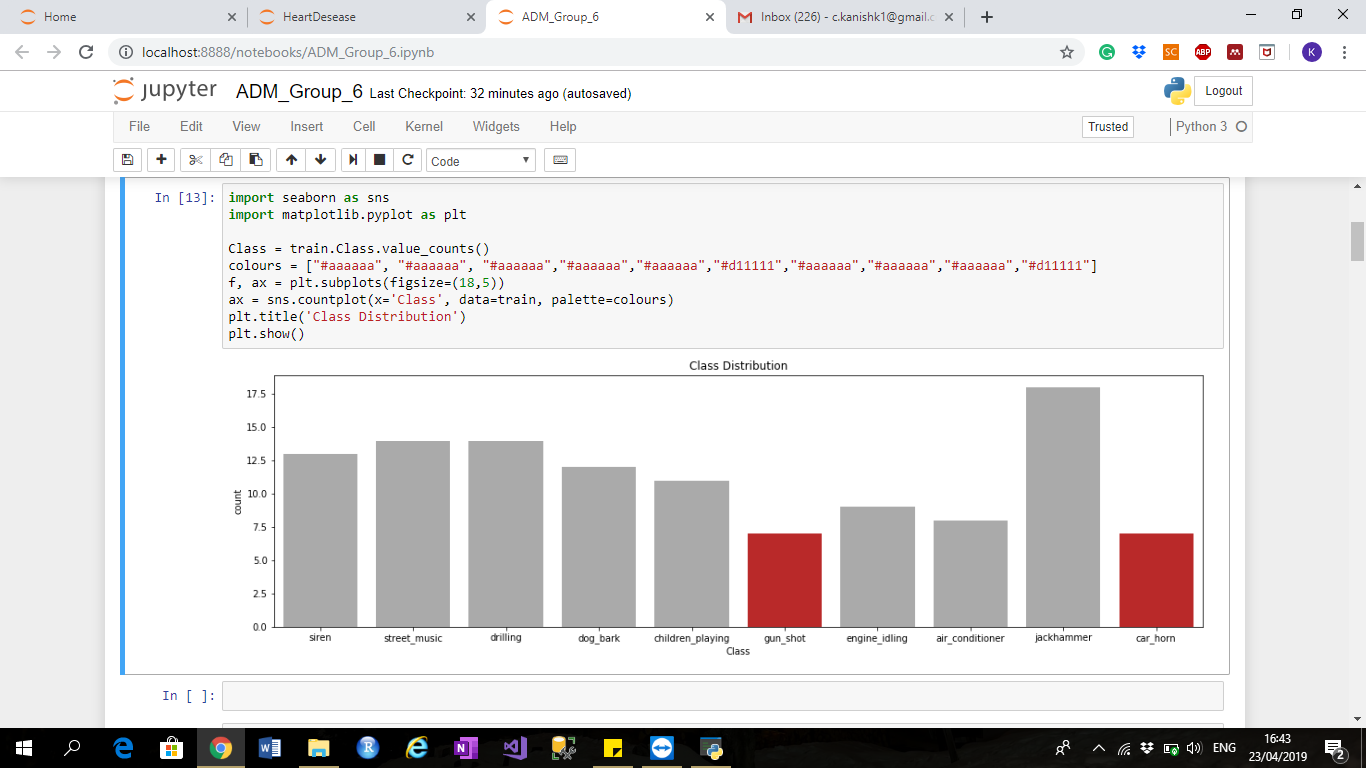 Home
HeartDesease
ADM_Group_6
Inbox (226) - c.kanishk1@gmail.c
localhost:8888/notebooks/ADM_Group_6.ipynb
SC
ABP
K
jupyter ADM_Group_6 Last Checkpoint: 32 minutes ago (autosaved)
Logout
File Edit View Insert Cell Kernel Widgets Help
Trusted
Python 3
Code
In [13]:
import seaborn as sns
import matplotlib.pyplot as plt
Class = train.Class.value_counts()
colours = ["#aaaaaa", "#aaaaaa", "#aaaaaa","#aaaaaa","#aaaaaa","#d11111","#aaaaaa","#aaaaaa","#aaaaaa","#d11111"]
f, ax = plt.subplots(figsize=(18,5))
ax = sns.countplot(x='Class', data=train, palette=colours)
plt.title('Class Distribution')
plt.show()
Class Distribution
17.5
15.0
12.5
10.0
7.5
5.0
2.5
0.0
count
siren street_music drilling dog_bark children_playing gun_shot engine_idling air_conditioner jackhammer car_horn
Class
In [ ]:
ENG
16:43
23/04/2019
2